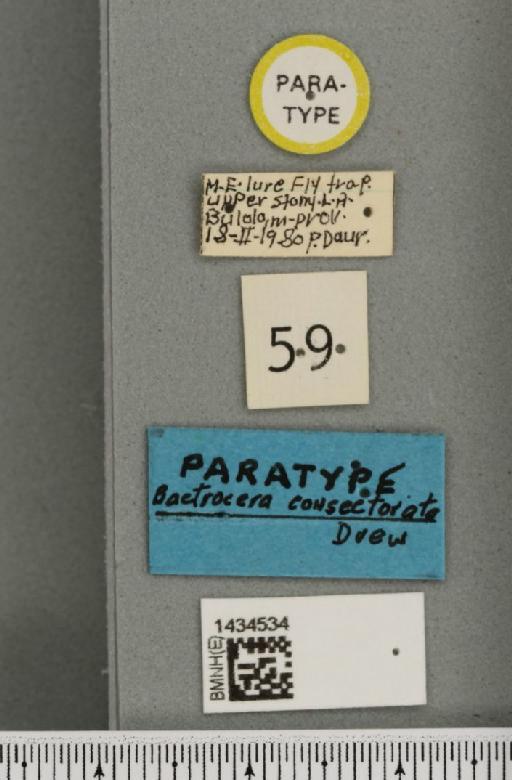 PARA-
TYPE
M.E. lure Fly trap.
upper stony.L.A.
Bulolo, m-prov.
18-II-1980 P.Daur.
59.
PARATYPE
Bactrocera consectorata
Drew
1434534
BMNH(E)